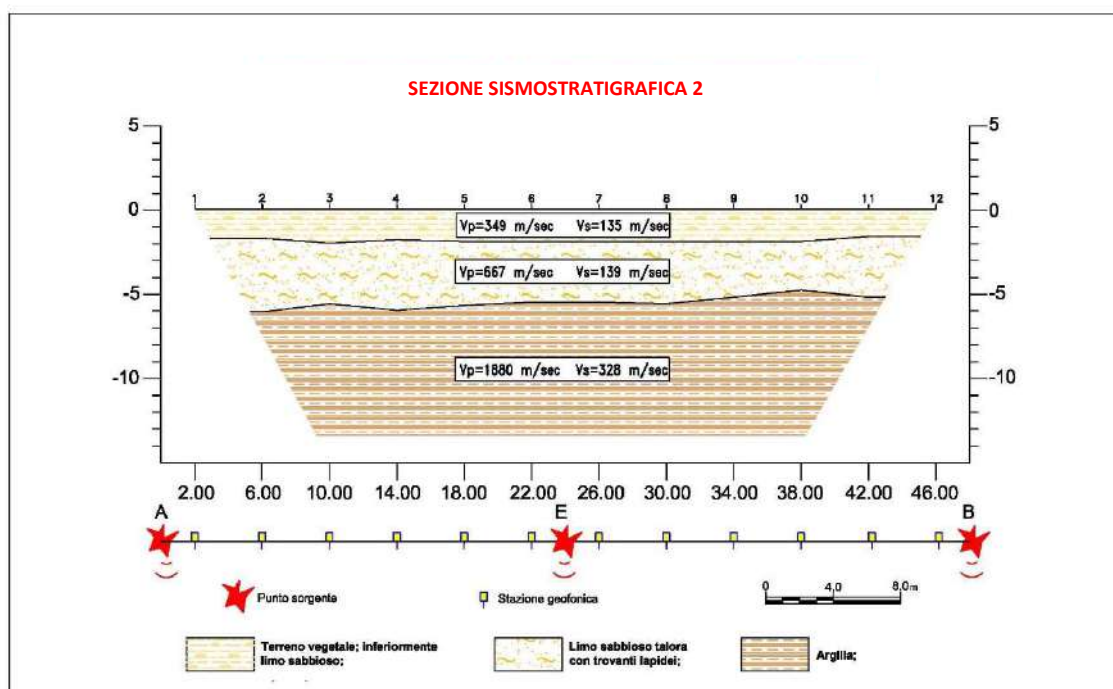 SEZIONE SISMOSTRATIGRAFICA 2
5 5
1 2 3 4 5 6 7 8 9 10 11 12
0 0
Vp=349 m/sec Vs=135 m/sec
Vp=667 m/sec Vs=139 m/sec
-5 -5
Vp=1880 m/sec Vs=328 m/sec
-10 -10
2.00 6.00 10.00 14.00 18.00 22.00 26.00 30.00 34.00 38.00 42.00 46.00
A E B
Punto sorgente
Stazione geofonica
0 4,0 8,0m
Terreno vegetale; inferiormente
limo sabbioso;
Limo sabbioso talora
con trovanti lapidei;
Argilla;